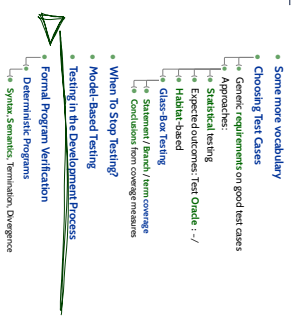 Some more vocabulary
Choosing Test Cases
Generic requirements on good test cases
Approaches:
Statistical testing
Expected outcomes: Test Oracle : -/
Habitat-based
Glass-Box Testing
Statement / Branch / term coverage
Conclusions from coverage measures
When To Stop Testing?
Model-Based Testing
Testing in the Development Process
Formal Program Verification
Deterministic Programs
Syntax, Semantics, Termination, Divergence